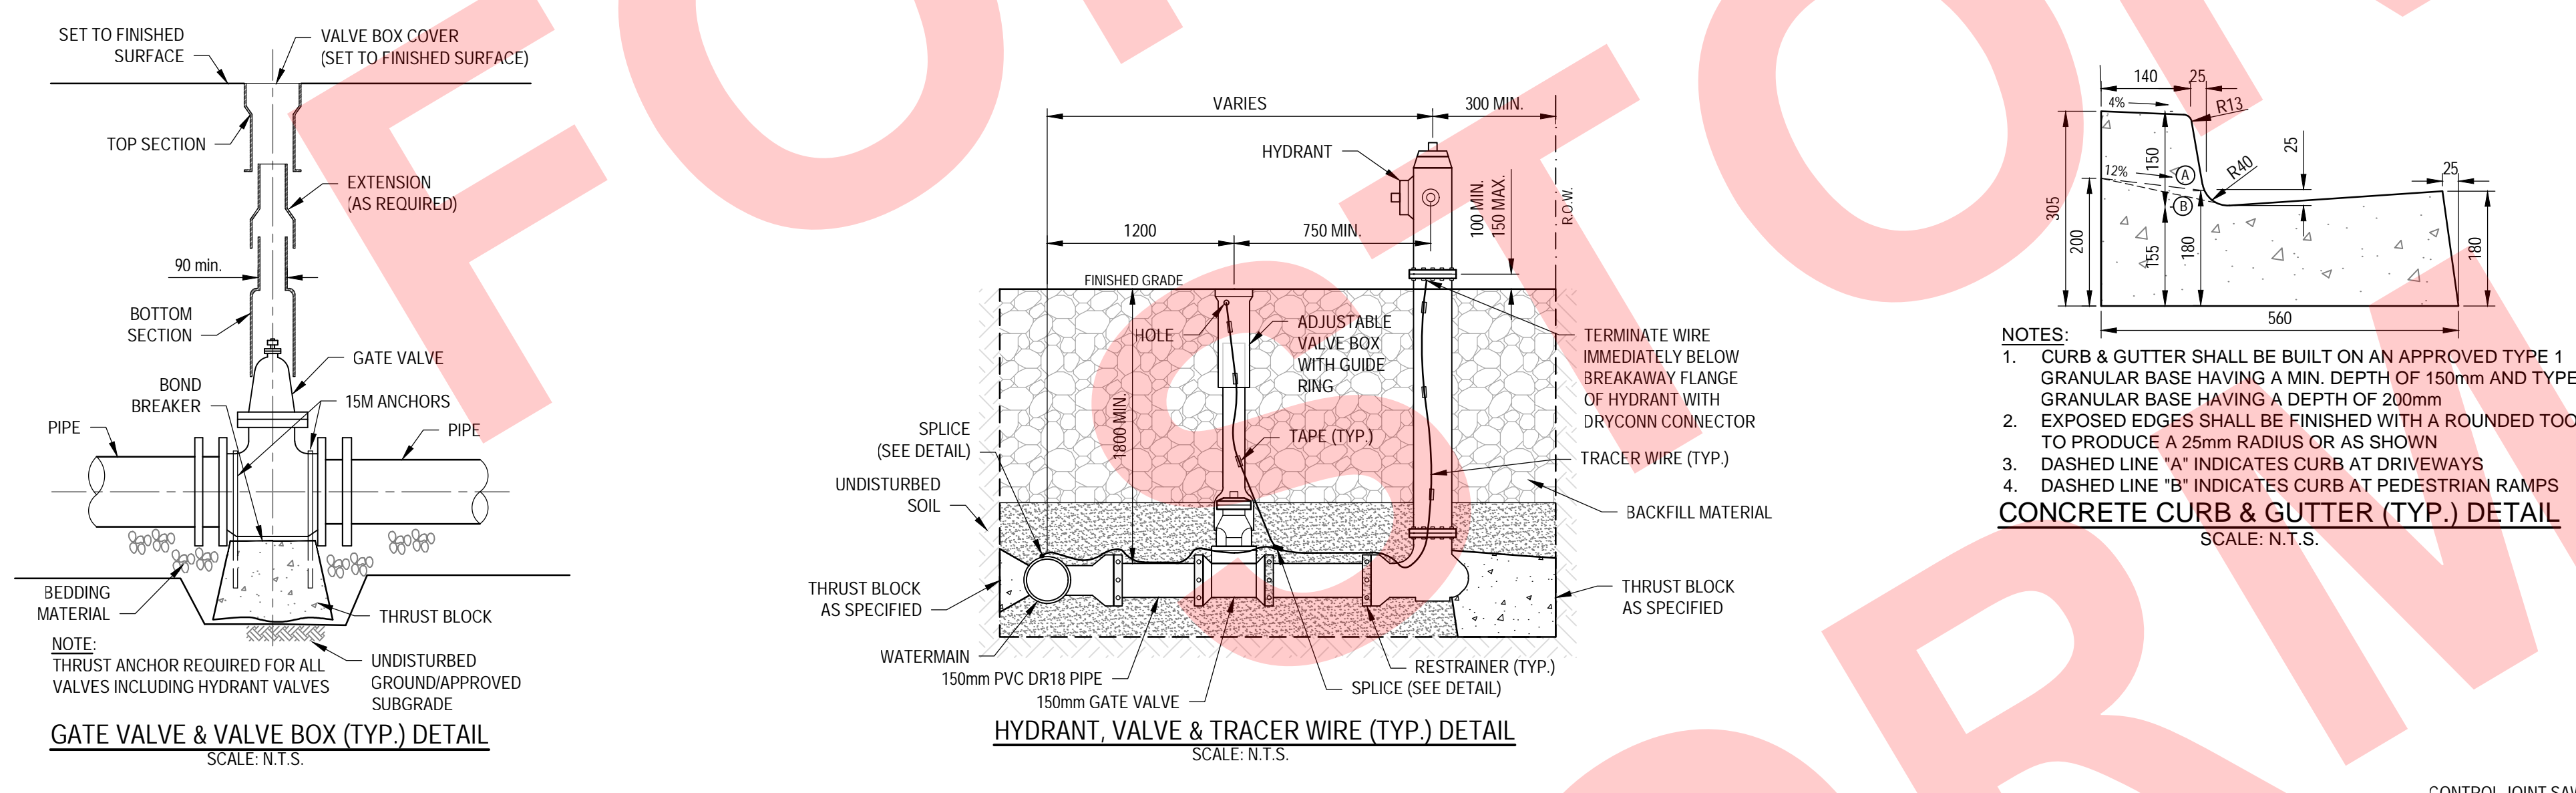 SET TO FINISHED
SURFACE
VALVE BOX COVER
(SET TO FINISHED SURFACE)
TOP SECTION
EXTENSION
(AS REQUIRED)
90 min.
BOTTOM
SECTION
GATE VALVE
BOND
BREAKER
15M ANCHORS
PIPE
PIPE
BEDDING
MATERIAL
THRUST BLOCK
NOTE:
THRUST ANCHOR REQUIRED FOR ALL
VALVES INCLUDING HYDRANT VALVES
UNDISTURBED
GROUND/APPROVED
SUBGRADE
GATE VALVE & VALVE BOX (TYP.) DETAIL
SCALE: N.T.S.
VARIES
300 MIN.
HYDRANT
100 MIN.
150 MAX.
R.O.W.
1200
750 MIN.
FINISHED GRADE
HOLE
ADJUSTABLE
VALVE BOX
WITH GUIDE
RING
1800 MIN.
TAPE (TYP.)
TERMINATE WIRE
IMMEDIATELY BELOW
BREAKAWAY FLANGE
OF HYDRANT WITH
DRYCONN CONNECTOR
SPLICE
(SEE DETAIL)
TRACER WIRE (TYP.)
UNDISTURBED
SOIL
BACKFILL MATERIAL
THRUST BLOCK
AS SPECIFIED
THRUST BLOCK
AS SPECIFIED
WATERMAIN
150mm PVC DR18 PIPE
150mm GATE VALVE
RESTRAINER (TYP.)
SPLICE (SEE DETAIL)
HYDRANT, VALVE & TRACER WIRE (TYP.) DETAIL
SCALE: N.T.S.
140
25
4%
R13
305
150
25
12%
A
R40
25
B
200
155
180
180
560
NOTES:
1. CURB & GUTTER SHALL BE BUILT ON AN APPROVED TYPE 1
GRANULAR BASE HAVING A MIN. DEPTH OF 150mm AND TYPE
GRANULAR BASE HAVING A DEPTH OF 200mm
2. EXPOSED EDGES SHALL BE FINISHED WITH A ROUNDED TOO
TO PRODUCE A 25mm RADIUS OR AS SHOWN
3. DASHED LINE "A" INDICATES CURB AT DRIVEWAYS
4. DASHED LINE "B" INDICATES CURB AT PEDESTRIAN RAMPS
CONCRETE CURB & GUTTER (TYP.) DETAIL
SCALE: N.T.S.
CONTROL JOINT SAW